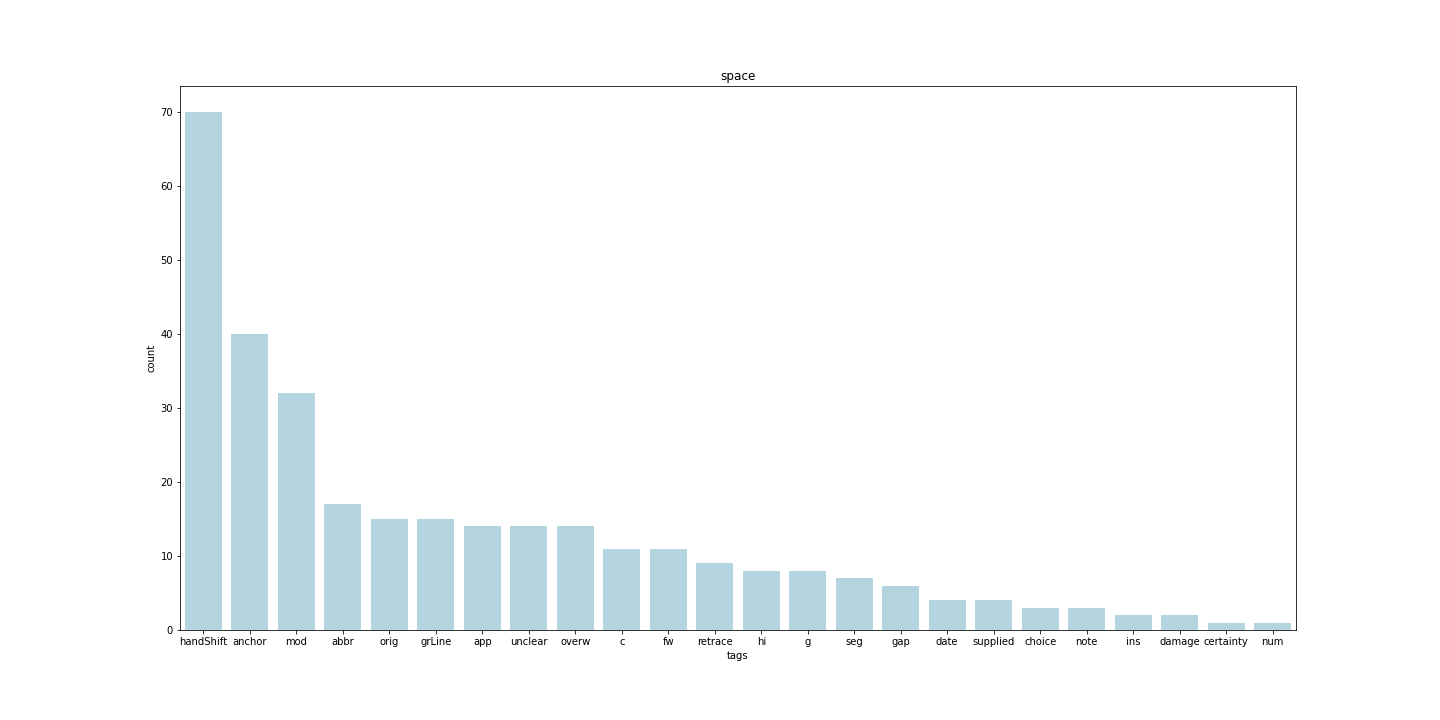 space
70
60
50
40
30
20
10
0
count
handShift anchor mod abbr orig grLine app unclear overw c fw retrace hi g seg gap date supplied choice note ins damage certainty num
tags